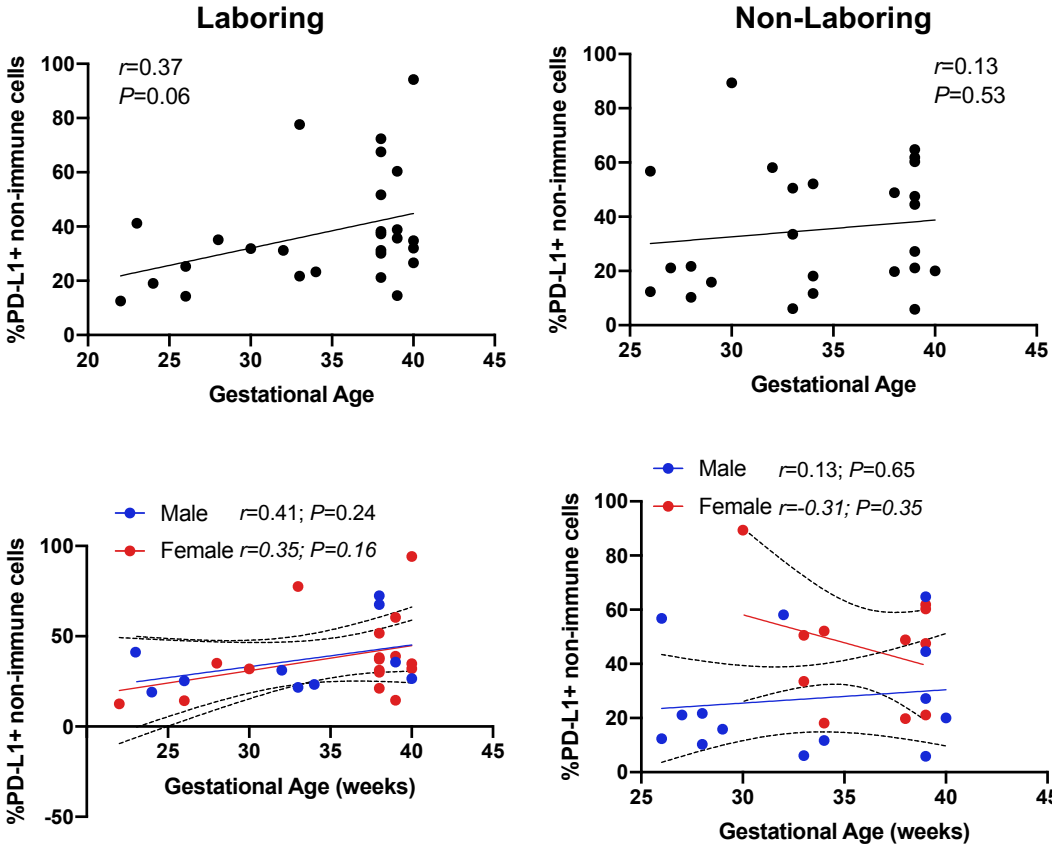 Laboring
%PD-L1+ non-immune cells
r=0.37
P=0.06
100
80
60
40
20
0
20
25
30
35
40
45
Gestational Age
Non-Laboring
%PD-L1+ non-immune cells
r=0.13
P=0.53
100
80
60
40
20
0
25
30
35
40
45
Gestational Age
%PD-L1+ non-immune cells
Male r=0.41; P=0.24
Female r=0.35; P=0.16
100
50
0
-50
25
30
35
40
45
Gestational Age (weeks)
%PD-L1+ non-immune cells
Male r=0.13; P=0.65
Female r=-0.31; P=0.35
100
80
60
40
20
0
25
30
35
40
45
Gestational Age (weeks)